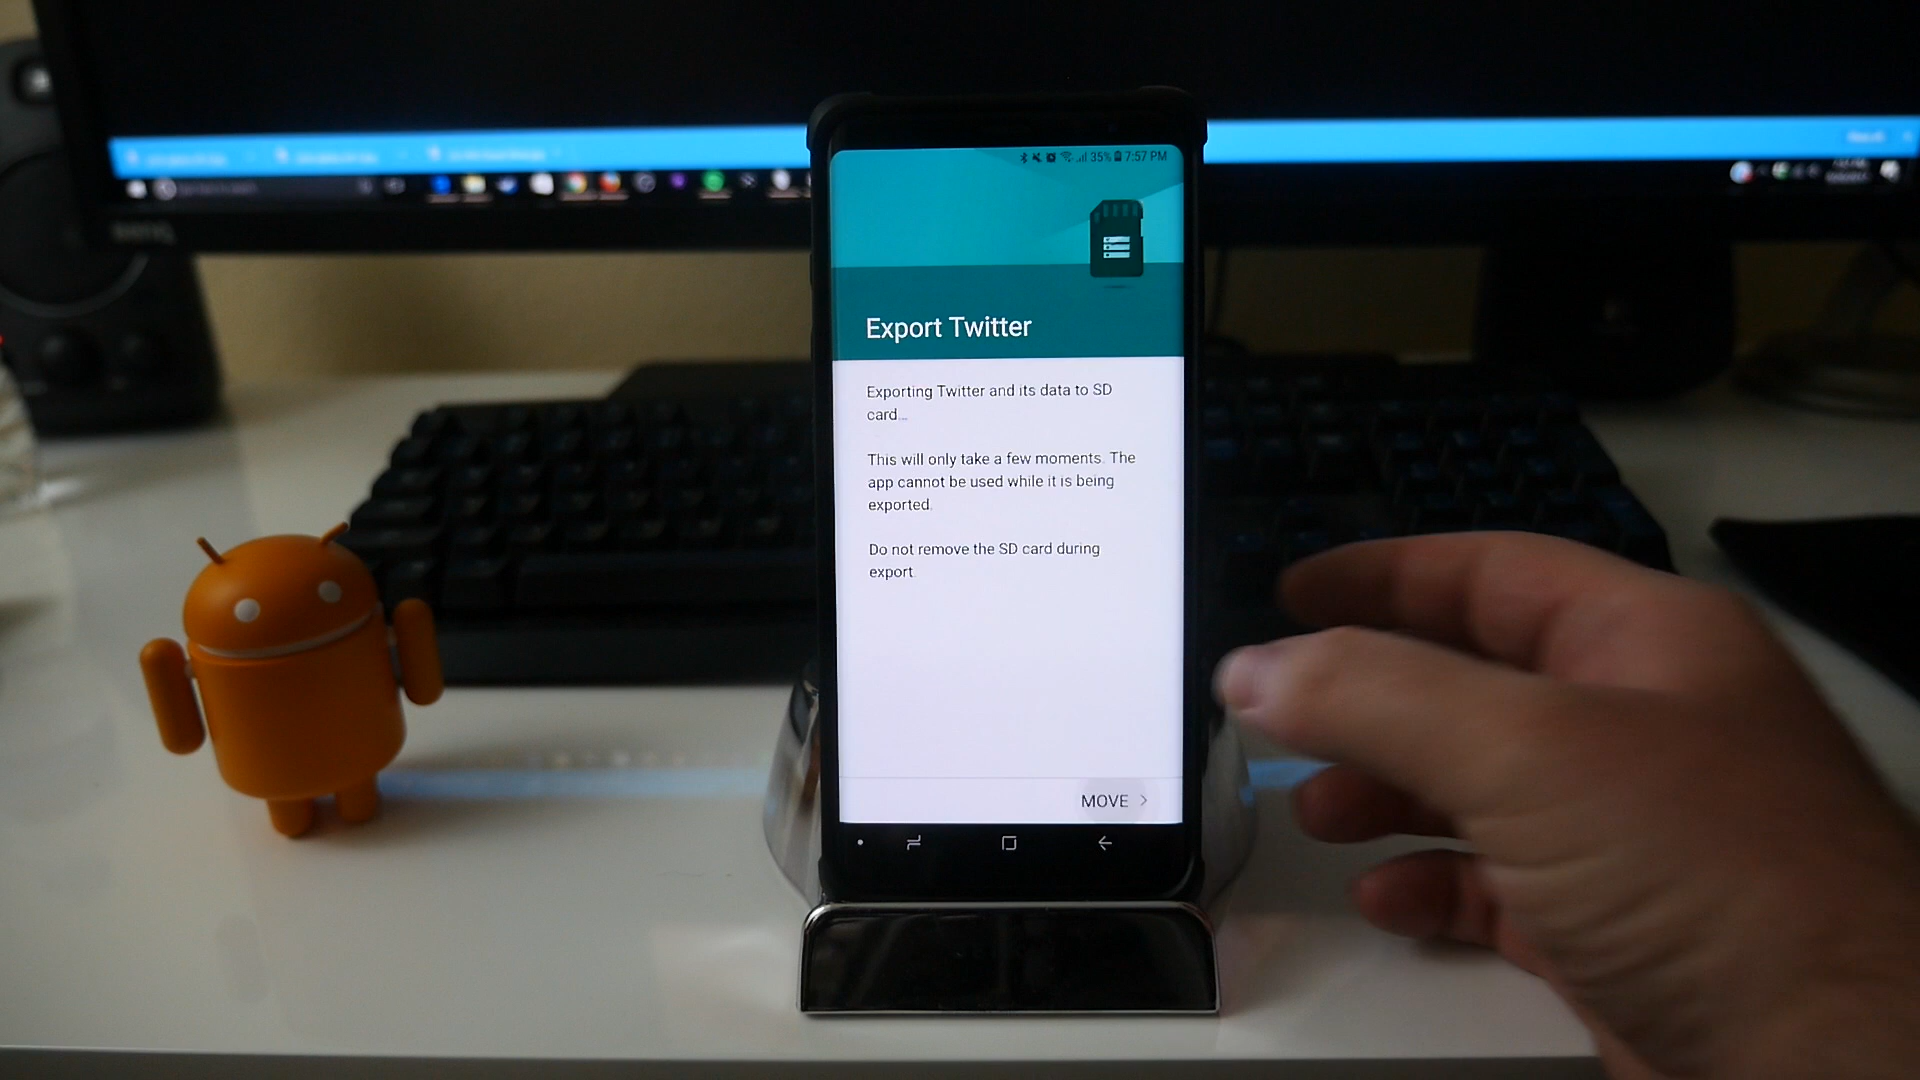 35% 7:57 PM
Export Twitter
Exporting Twitter and its data to SD
card...
This will only take a few moments. The
app cannot be used while it is being
exported.
Do not remove the SD card during
export.
MOVE
BENQ